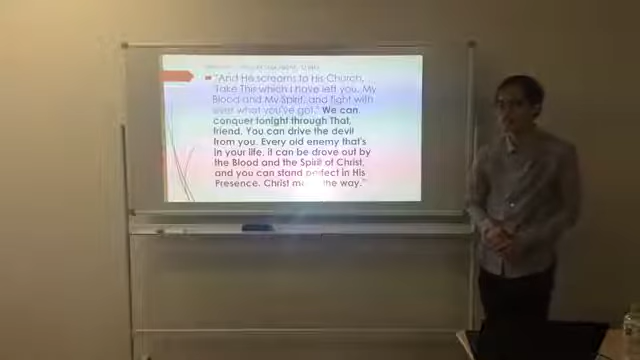 "And He screams to His Church,
'Take This which I have left you, My
Blood and My Spirit, and fight with
what you've got.' We can
conquer tonight through That,
friend. You can drive the devil
from you. Every old enemy that's
in your life, it can be drove out by
the Blood and the Spirit of Christ,
and you can stand perfect in His
Presence. Christ the way."